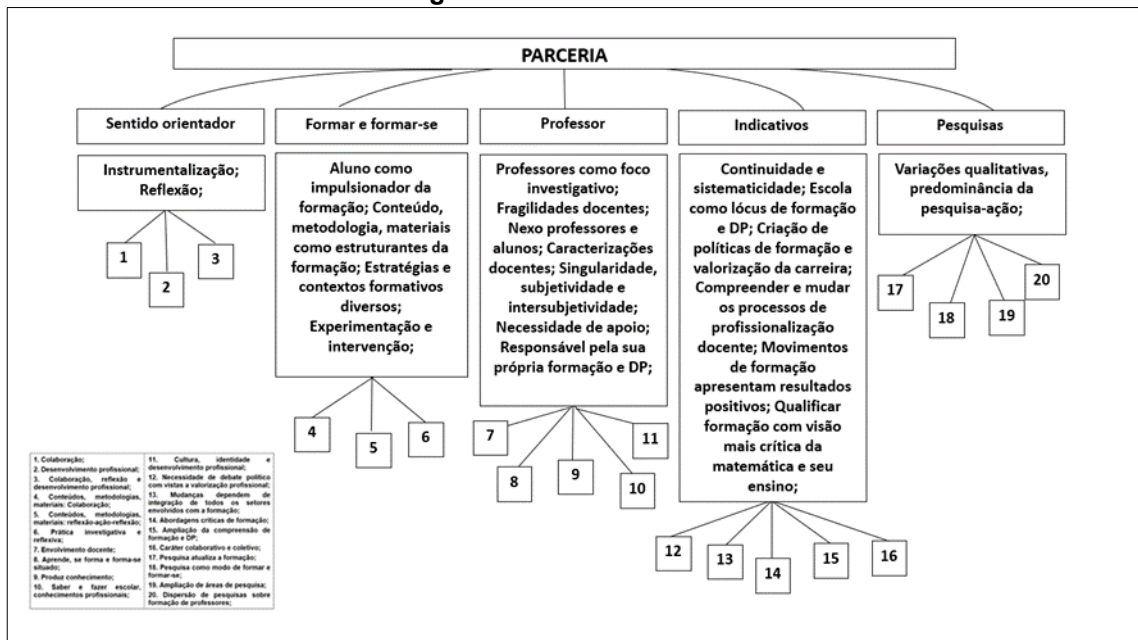 PARCERIA
Sentido orientador
Formar e formar-se
Professor
Indicativos
Pesquisas
Instrumentalização;
Reflexão;
1
2
3
Aluno como
impulsionador da
formação; Conteúdo,
metodologia, materiais
como estruturantes da
formação; Estratégias e
contextos formativos
diversos;
Experimentação e
intervenção;
4
5
6
Professores como foco
investigativo;
Fragilidades docentes;
Nexo professores e
alunos; Caracterizações
docentes; Singularidade,
subjetividade e
intersubjetividade;
Necessidade de apoio;
Responsável pela sua
própria formação e DP;
7
8
9
10
11
Continuidade e
sistematicidade; Escola
como lócus de formação
e DP; Criação de
políticas de formação e
valorização da carreira;
Compreender e mudar
os processos de
profissionalização
docente; Movimentos
de formação
apresentam resultados
positivos; Qualificar
formação com visão
mais crítica da
matemática e seu
ensino;
12
13
14
15
16
Variações qualitativas,
predominância da
pesquisa-ação;
17
18
19
20
1. Colaboração;
2. Desenvolvimento profissional;
3. Colaboração, reflexão e
desenvolvimento profissional;
4. Conteúdos, metodologias,
materiais: Colaboração;
5. Conteúdos, metodologias,
materiais: reflexão-ação-reflexão;
6. Prática investigativa e
reflexiva;
7. Envolvimento docente;
8. Aprende, se forma e forma-se
situado;
9. Produz conhecimento;
10. Saber e fazer escolar,
conhecimentos profissionais;
11. Cultura, identidade e
desenvolvimento profissional;
12. Necessidade de debate político
com vistas a valorização profissional;
13. Mudanças dependem de
integração de todos os setores
envolvidos com a formação;
14. Abordagens críticas de formação;
15. Ampliação da compreensão de
formação e DP;
16. Caráter colaborativo e coletivo;
17. Pesquisa atualiza a formação;
18. Pesquisa como modo de formar e
formar-se;
19. Ampliação de áreas de pesquisa;
20. Dispersão de pesquisas sobre
formação de professores;